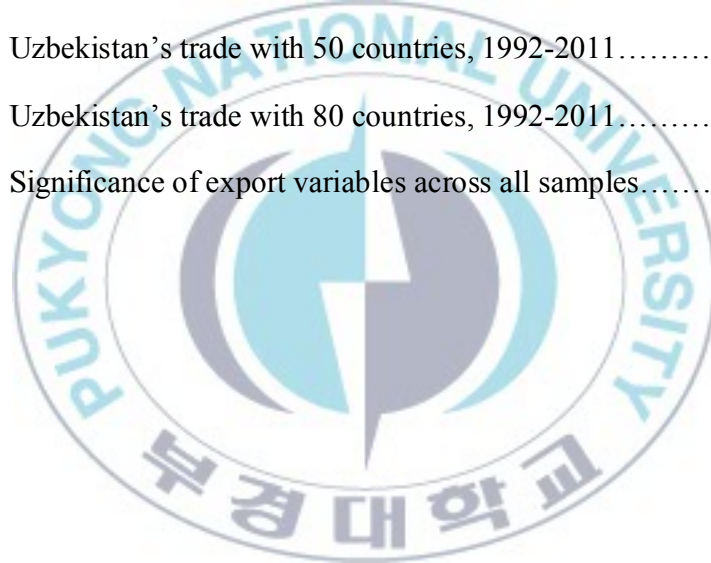 Uzbekistan’s trade with 50 countries, 1992-2011………
Uzbekistan’s trade with 80 countries, 1992-2011………
Significance of export variables across all samples.……
PUKYONG NATIONAL UNIVERSITY
부경대학교